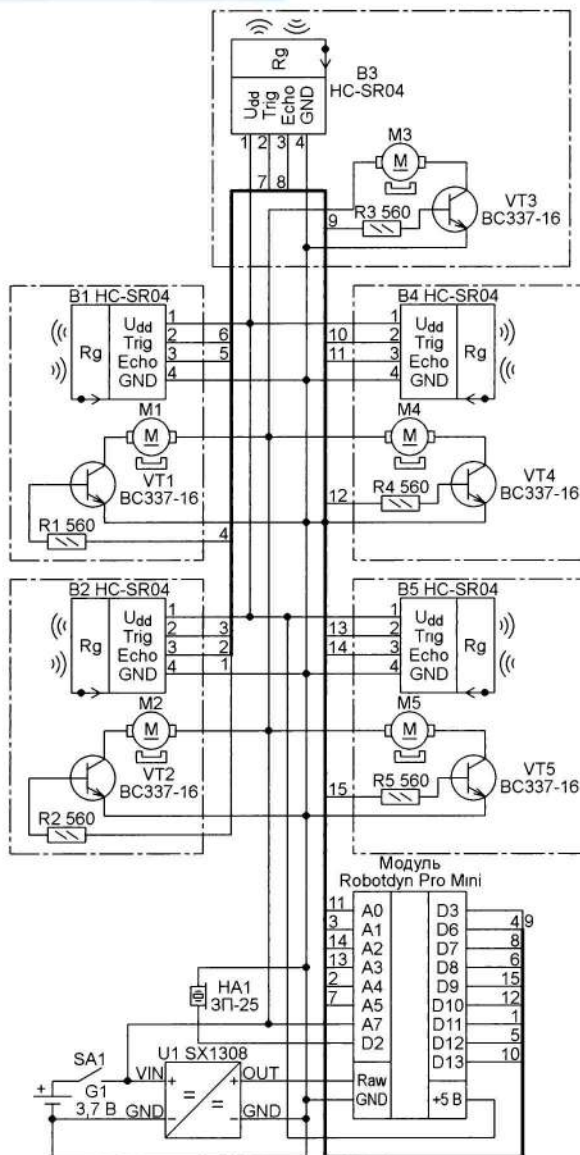 Rg
B3
HC-SR04
Udd
Trig
Echo
GND
1 2 3 4
7 8
M3
M
9
R3 560
VT3
BC337-16
B1 HC-SR04
Rg
Udd
Trig
Echo
GND
1
2
3
4
6
5
M1
M
VT1
BC337-16
R1 560
4
B4 HC-SR04
10
11
1
2
3
4
Udd
Trig
Echo
GND
Rg
M4
M
12
R4 560
VT4
BC337-16
B2 HC-SR04
Rg
Udd
Trig
Echo
GND
1
2
3
4
3
2
1
M2
M
VT2
BC337-16
R2 560
B5 HC-SR04
13
14
1
2
3
4
Udd
Trig
Echo
GND
Rg
M5
M
15
R5 560
VT5
BC337-16
Модуль
Robotdyn Pro Mini
11 A0 D3 9
3 A1 D6 4
14 A2 D7 8
13 A3 D8 6
2 A4 D9 15
7 A5 D10 12
A7 D11 1
D2 D12 5
D13 10
Raw
GND +5 В
HA1
ЗП-25
SA1
U1 SX1308
VIN + + OUT
= =
GND − − GND
+
G1
3,7 В